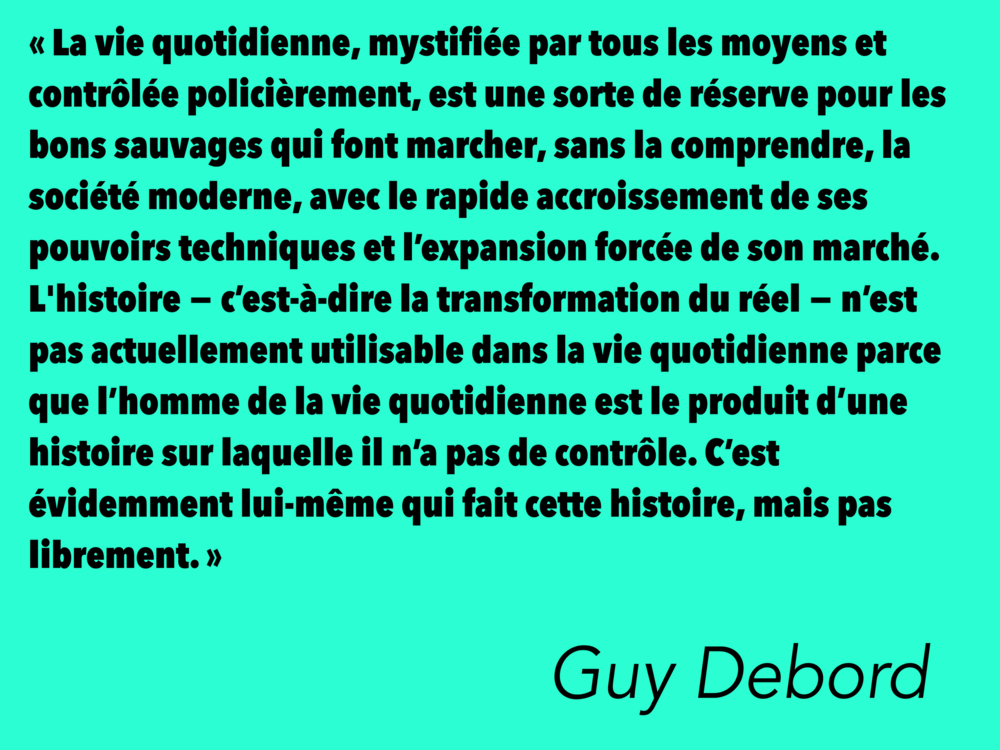 « La vie quotidienne, mystifiée par tous les moyens et
contrôlée policièrement, est une sorte de réserve pour les
bons sauvages qui font marcher, sans la comprendre, la
société moderne, avec le rapide accroissement de ses
pouvoirs techniques et l’expansion forcée de son marché.
L'histoire – c’est-à-dire la transformation du réel – n’est
pas actuellement utilisable dans la vie quotidienne parce
que l’homme de la vie quotidienne est le produit d’une
histoire sur laquelle il n’a pas de contrôle. C’est
évidemment lui-même qui fait cette histoire, mais pas
librement. »
Guy Debord